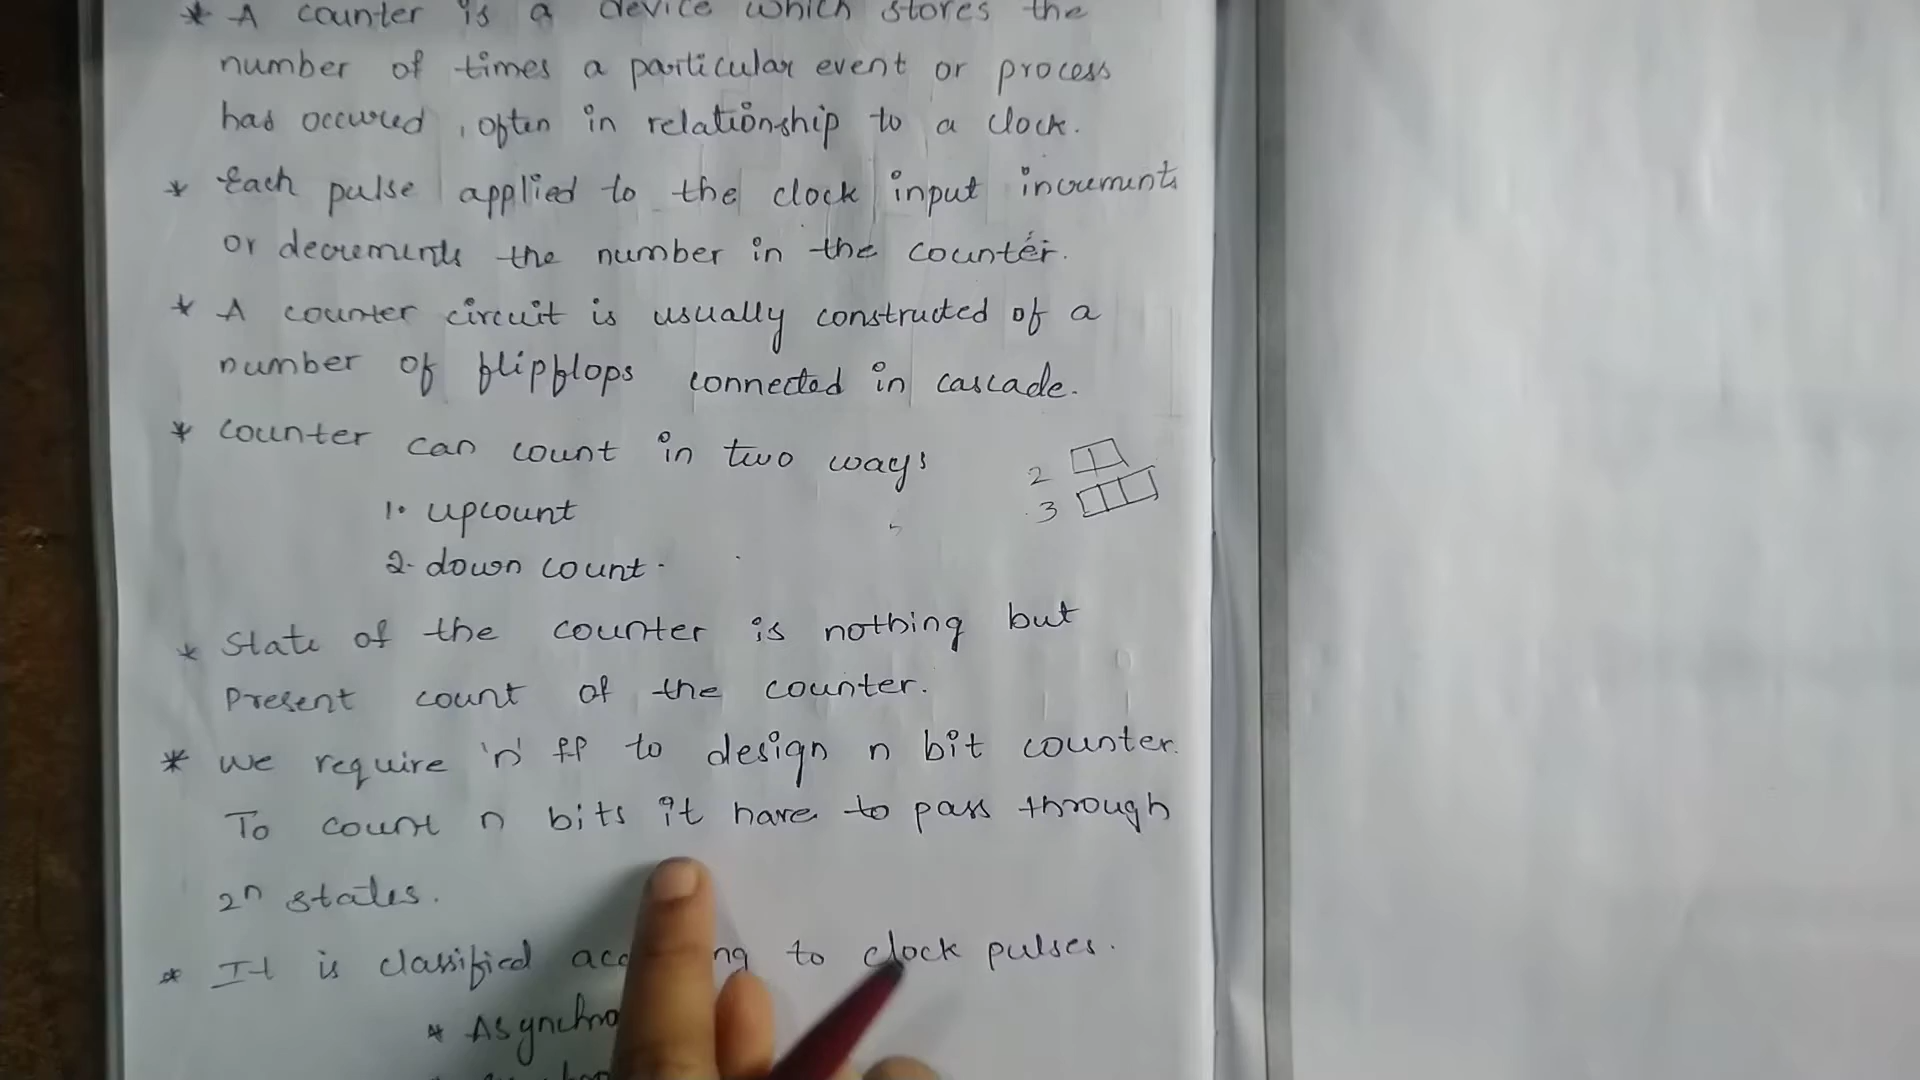 * A counter is a device which stores the
number of times a particular event or process
has occured, often in relationship to a clock.
* Each pulse applied to the clock input increments
or decrements the number in the counter.
* A counter circuit is usually constructed of a
number of flipflops connected in cascade.
* counter can count in two ways
1. upcount
2. down count.
2
3
* State of the counter is nothing but
Present count of the counter.
* we require 'n' ff to design n bit counter.
To count n bits it have to pass through
2ⁿ states.
* It is classified to clock pulses.
*